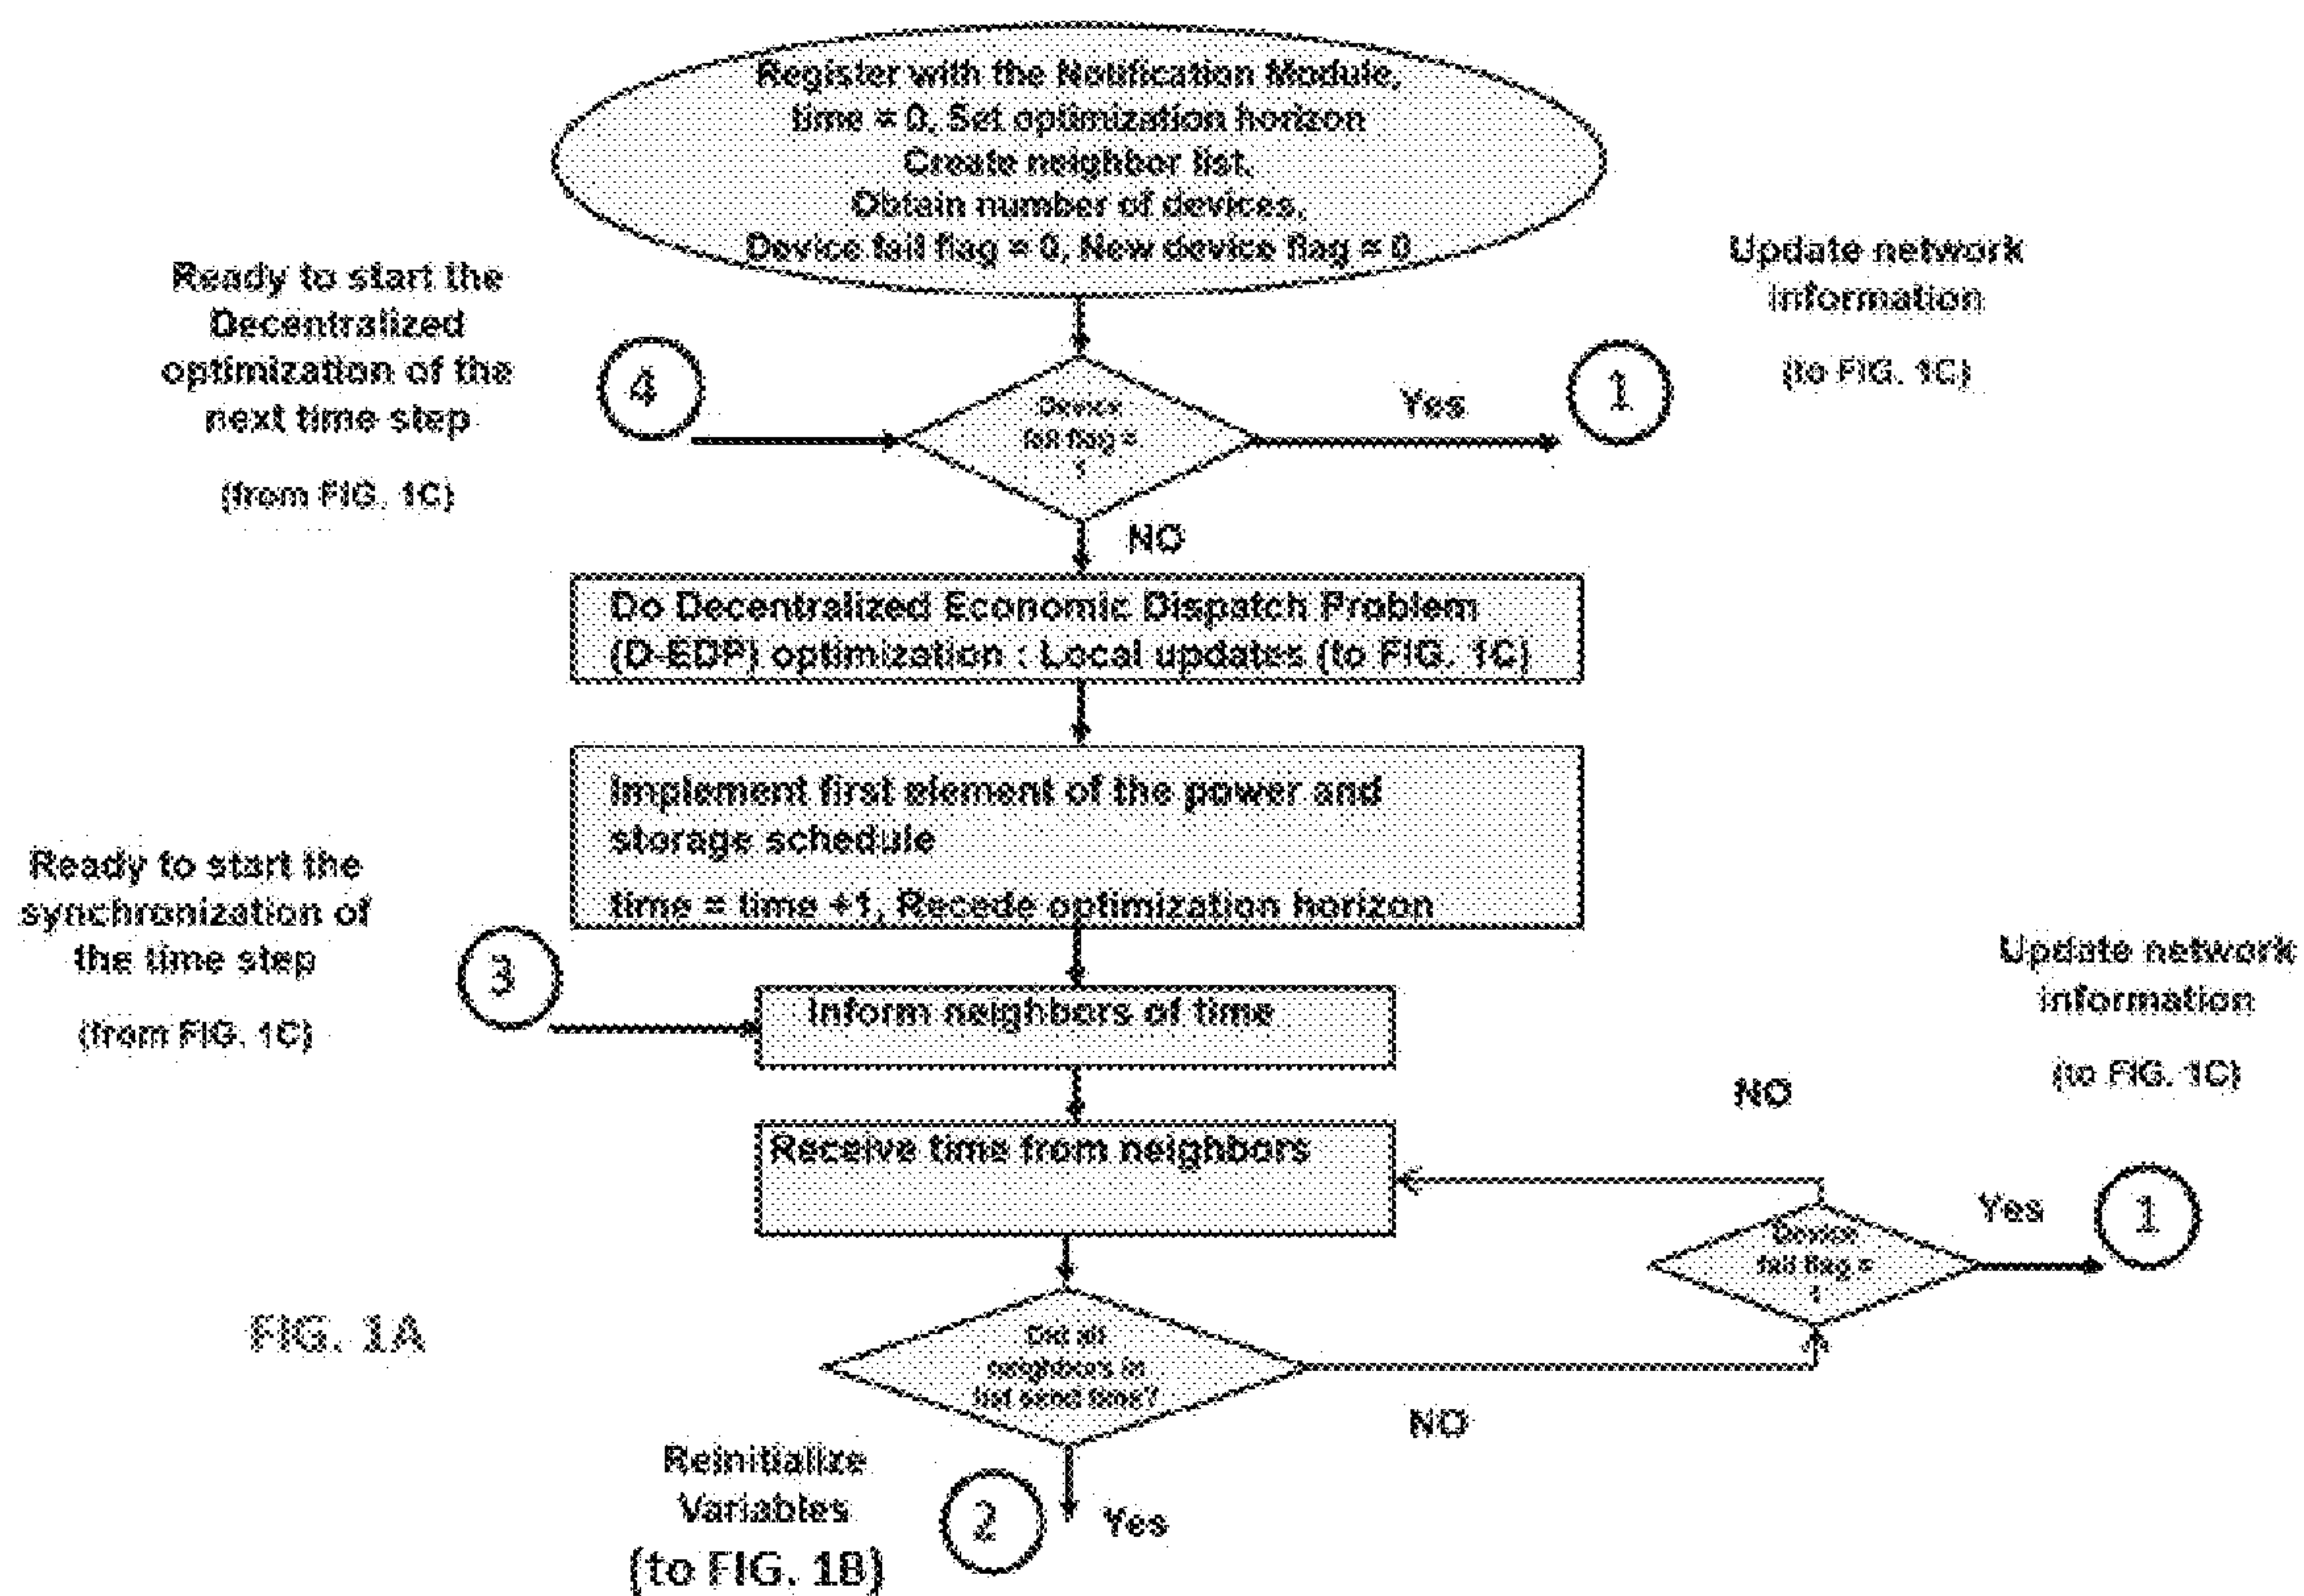 Register with the Notification Module,
time = 0, Set optimization horizon
Create neighbor list,
Obtain number of devices,
Device fail flag = 0, New device flag = 0
Ready to start the
Decentralized
optimization of the
next time step
(from FIG. 1C)
4
Device
fail flag =
1
Yes
1
Update network
information
(to FIG. 1C)
NO
Do Decentralized Economic Dispatch Problem
(D-EDP) optimization : Local updates (to FIG. 1C)
Implement first element of the power and
storage schedule
time = time +1, Recede optimization horizon
Ready to start the
synchronization of
the time step
(from FIG. 1C)
3
Inform neighbors of time
Receive time from neighbors
Update network
information
(to FIG. 1C)
NO
Device
fail flag =
1
Yes
1
Did all
neighbors in
list send time?
NO
FIG. 1A
Reinitialize
Variables
(to FIG. 1B)
2
Yes